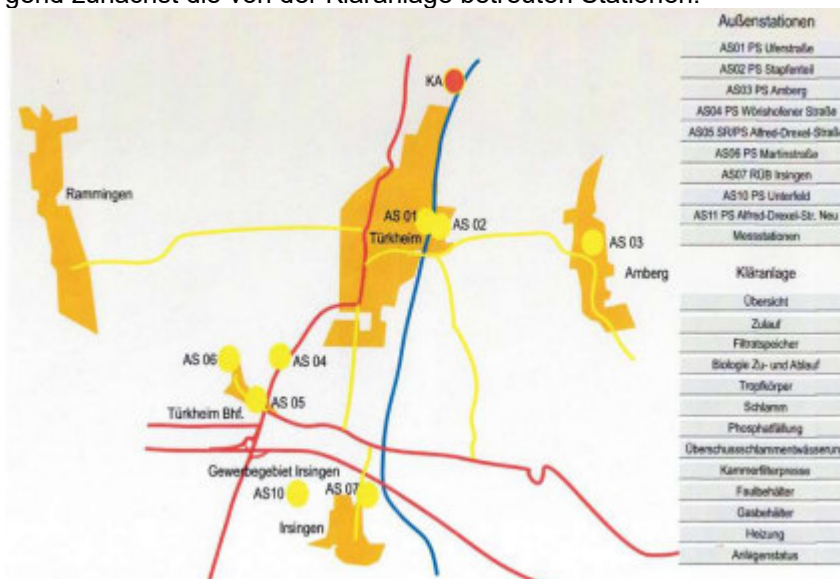 gend zunächst die von der Kläranlage betreuten Stationen.
Außenstationen
AS01 PS Uferstraße
AS02 PS Stapfenteil
AS03 PS Amberg
AS04 PS Wörishofener Straße
AS05 SR/PS Alfred-Drexel-Straße
AS06 PS Martinstraße
AS07 RÜB Irsingen
AS10 PS Unterfeld
AS11 PS Alfred-Drexel-Str. Neu
Messstationen
Kläranlage
Übersicht
Zulauf
Filtratspeicher
Biologie Zu- und Ablauf
Tropfkörper
Schlamm
Phosphatfällung
Überschussschlammentwässerun
Kammerfilterpresse
Faulbehälter
Gasbehälter
Heizung
Anlagenstatus
KA
Rammingen
AS 01
AS 02
Türkheim
AS 03
Amberg
AS 06
AS 04
AS 05
Türkheim Bhf.
Gewerbegebiet Irsingen
AS10
AS 07
Irsingen